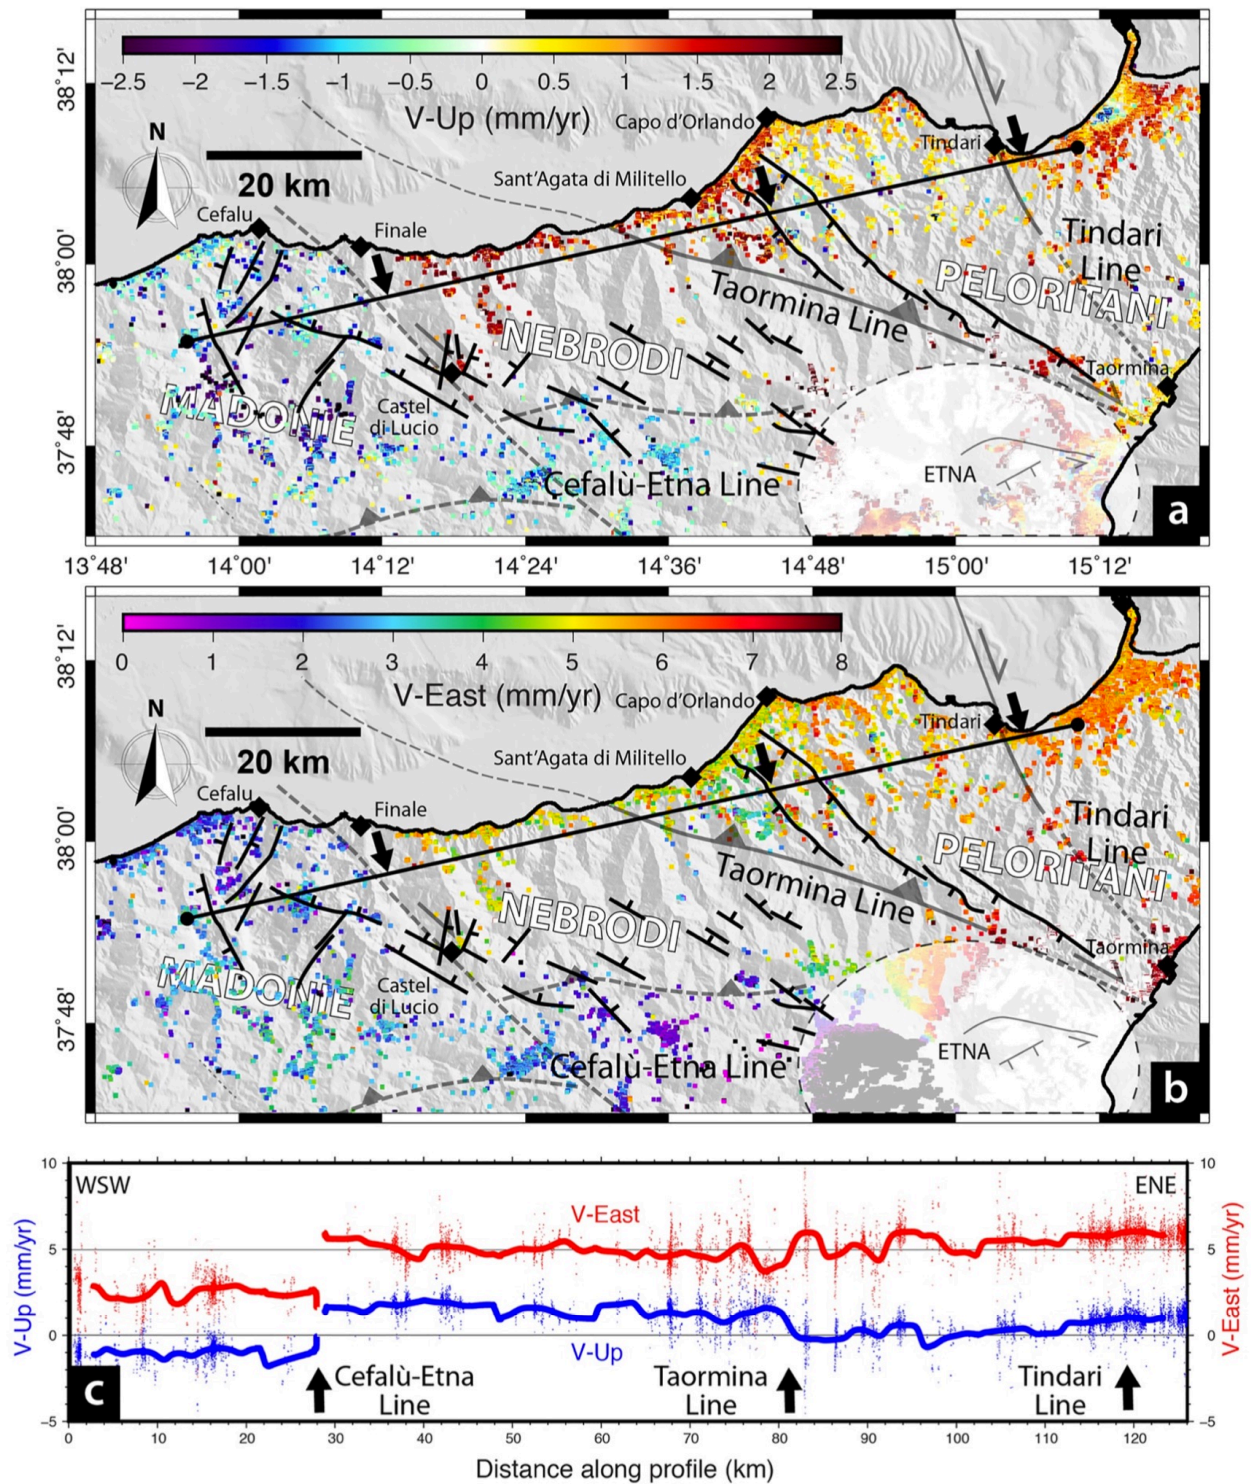 38°12'
38°00'
37°48'
-2.5 -2 -1.5 -1 -0.5 0 0.5 1 1.5 2 2.5
V-Up (mm/yr)
N
20 km
Capo d'Orlando
Tindari
Sant'Agata di Militello
Cefalu
Finale
Tindari
Line
PELORITANI
Taormina Line
NEBRODI
Taormina
MADONIE
Castel
di Lucio
Cefalù-Etna Line
ETNA
a
13°48' 14°00' 14°12' 14°24' 14°36' 14°48' 15°00' 15°12'
38°12'
38°00'
37°48'
0 1 2 3 4 5 6 7 8
V-East (mm/yr)
N
20 km
Capo d'Orlando
Tindari
Sant'Agata di Militello
Cefalu
Finale
Tindari
Line
PELORITANI
Taormina Line
NEBRODI
Taormina
MADONIE
Castel
di Lucio
Cefalù-Etna Line
ETNA
b
V-Up (mm/yr)
10
5
0
-5
WSW
ENE
V-East
V-Up
Cefalù-Etna
Line
Taormina
Line
Tindari
Line
c
10
5
0
-5
V-East (mm/yr)
0 10 20 30 40 50 60 70 80 90 100 110 120
Distance along profile (km)